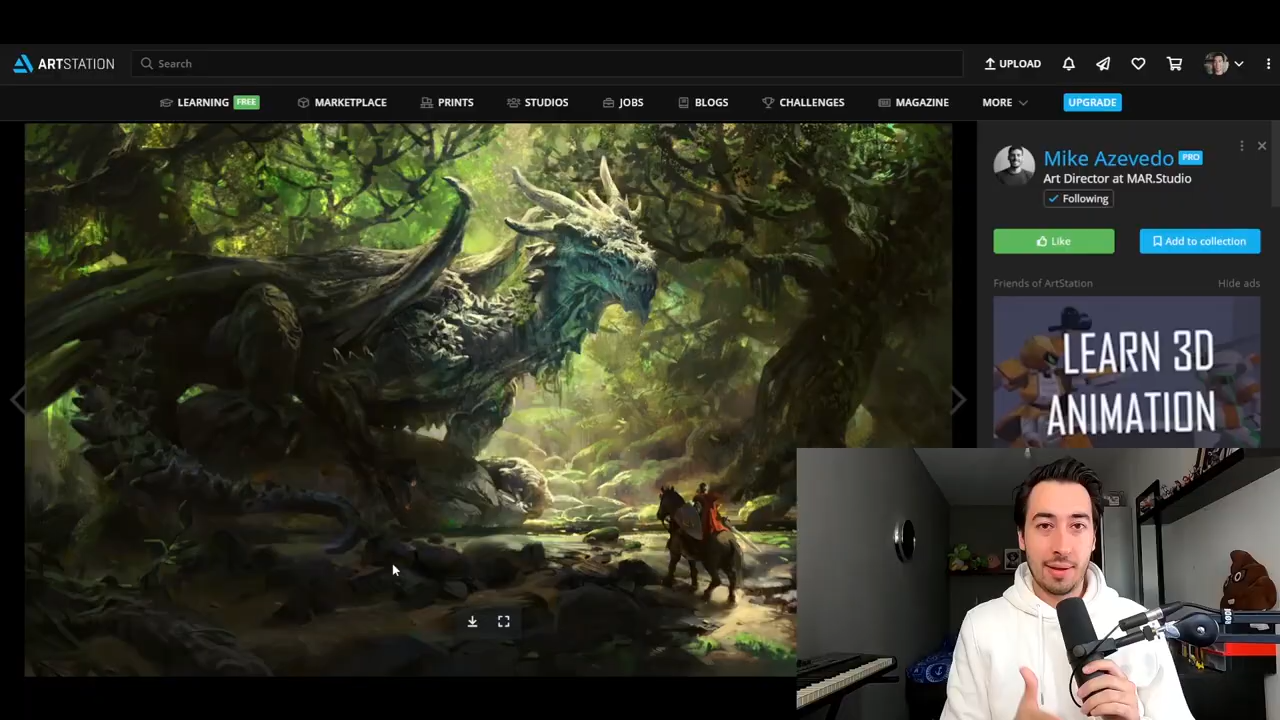 ARTSTATION
Search
UPLOAD
LEARNING FREE
MARKETPLACE
PRINTS
STUDIOS
JOBS
BLOGS
CHALLENGES
MAGAZINE
MORE
UPGRADE
Mike Azevedo PRO
Art Director at MAR.Studio
Following
Like
Add to collection
Friends of ArtStation
Hide ads
LEARN 3D
ANIMATION